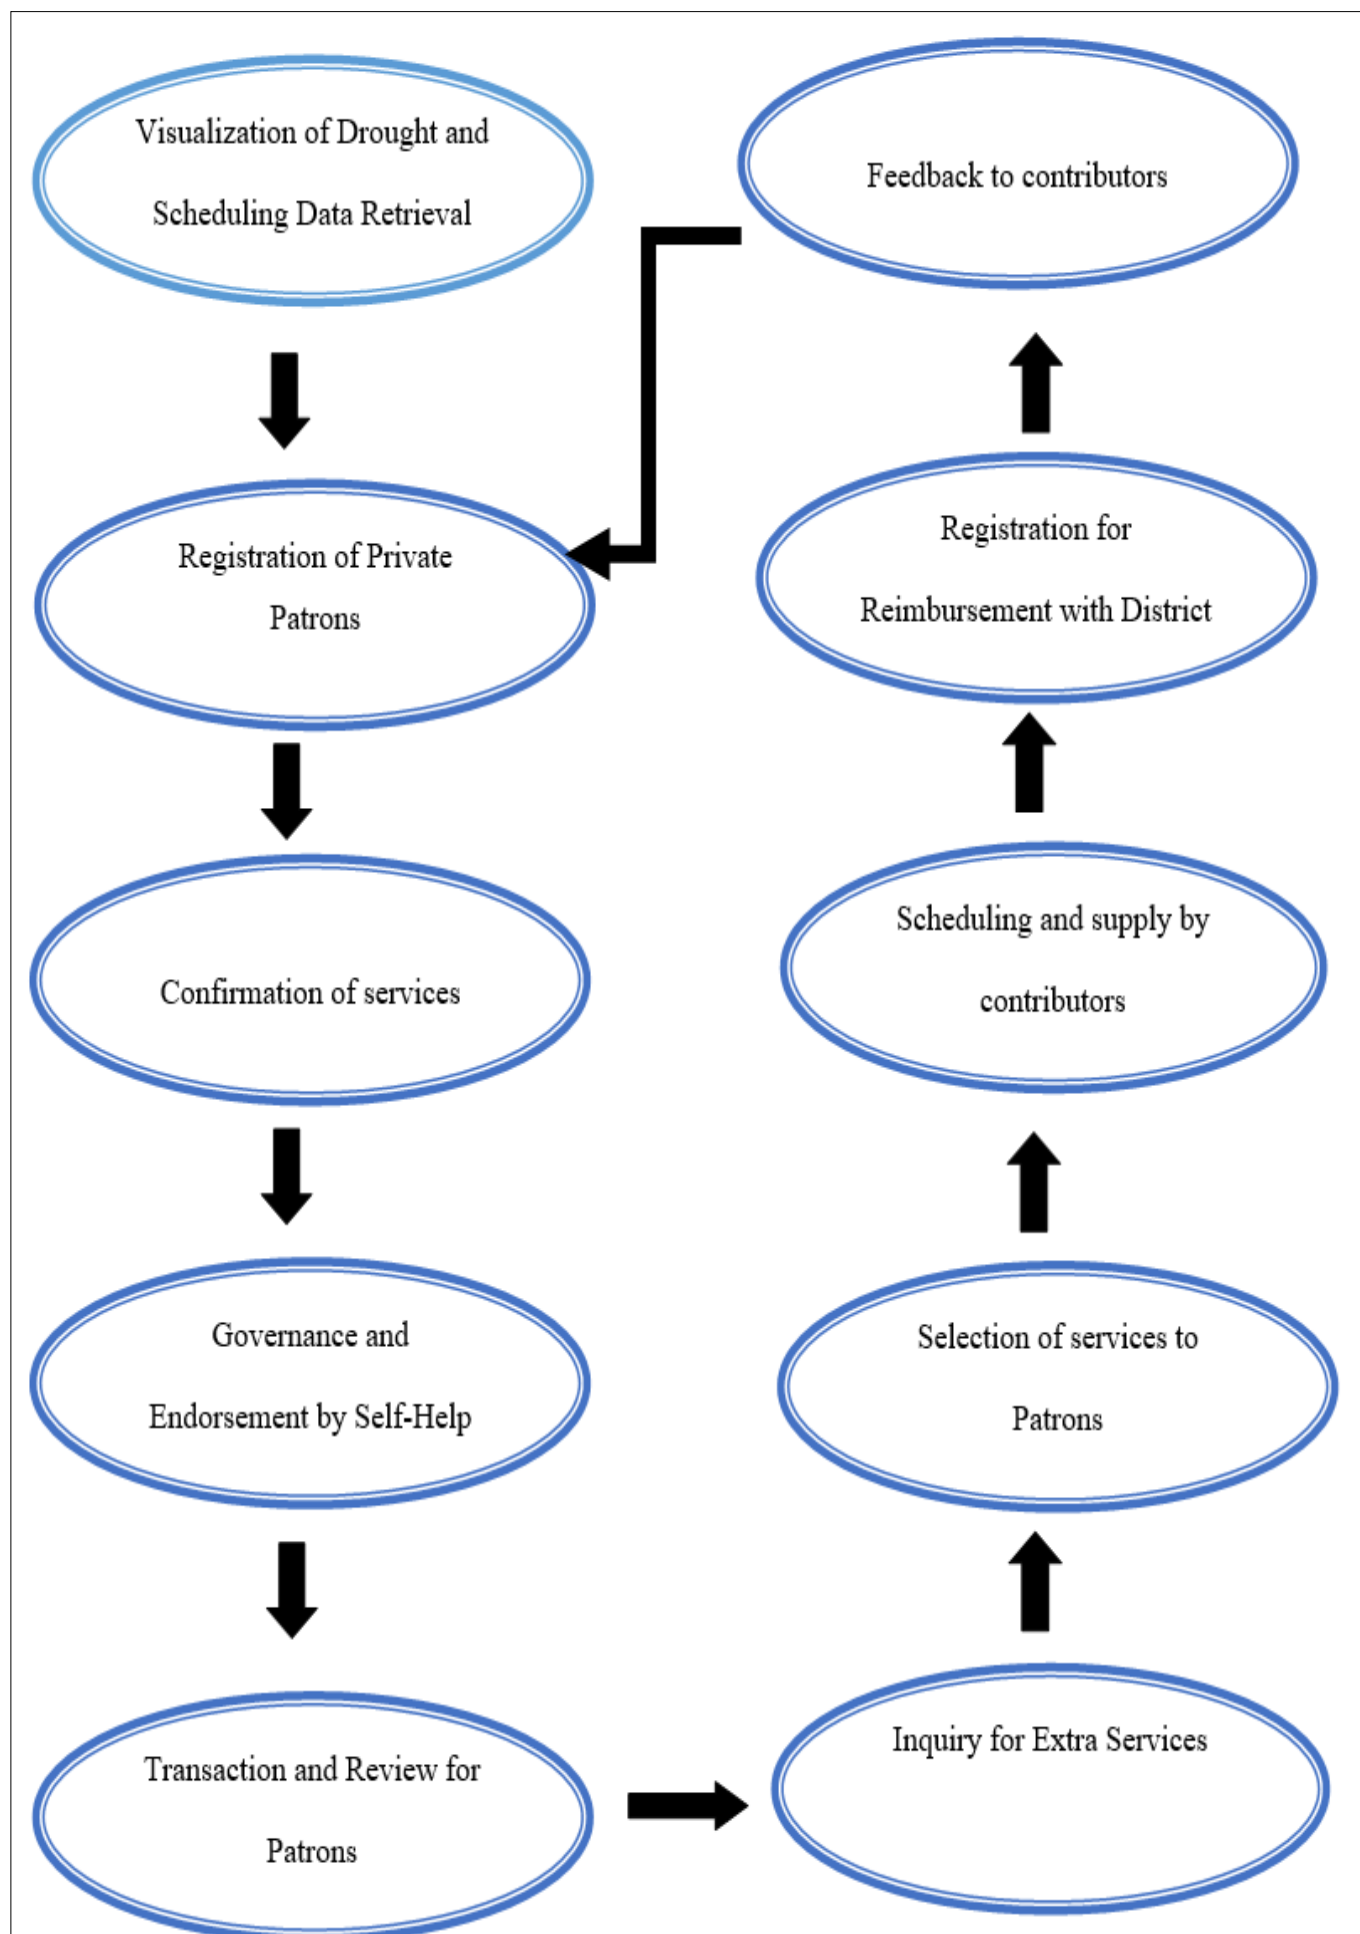 Visualization of Drought and
Scheduling Data Retrieval
Registration of Private
Patrons
Confirmation of services
Governance and
Endorsement by Self-Help
Transaction and Review for
Patrons
Inquiry for Extra Services
Selection of services to
Patrons
Scheduling and supply by
contributors
Registration for
Reimbursement with District
Feedback to contributors